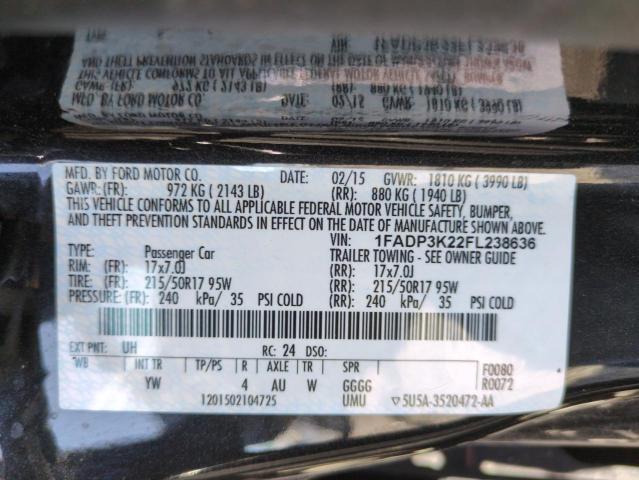 MFD. BY FORD MOTOR CO. DATE: 02/15 GVWR: 1810 KG ( 3990 LB)
GAWR: (FR): 972 KG ( 2143 LB) (RR): 880 KG ( 1940 LB)
THIS VEHICLE CONFORMS TO ALL APPLICABLE FEDERAL MOTOR VEHICLE SAFETY, BUMPER,
AND THEFT PREVENTION STANDARDS IN EFFECT ON THE DATE OF MANUFACTURE SHOWN ABOVE.
VIN: 1FADP3K22FL238636
TYPE: Passenger Car TRAILER TOWING - SEE OWNER GUIDE
RIM: (FR): 17x7.0J (RR): 17x7.0J
TIRE: (FR): 215/50R17 95W (RR): 215/50R17 95W
PRESSURE: (FR): 240 kPa/ 35 PSI COLD (RR): 240 kPa/ 35 PSI COLD
EXT PNT: UH RC: 24 DSO:
WB INT TR TP/PS R AXLE TR SPR F0080
YW 4 AU W GGGG R0072
1201502104725 UMU ▽5U5A-3520472-AA